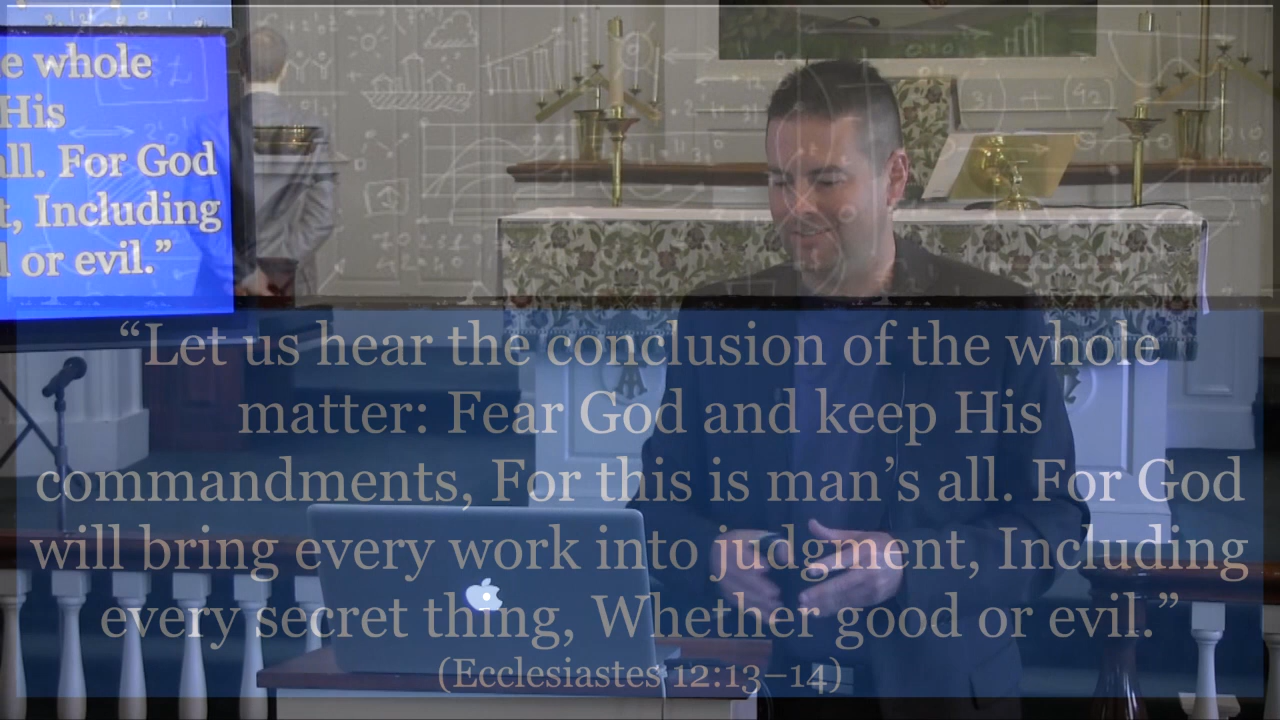 e whole
His
all. For God
t, Including
d or evil.”
“Let us hear the conclusion of the whole
matter: Fear God and keep His
commandments, For this is man’s all. For God
will bring every work into judgment, Including
every secret thing, Whether good or evil.”
(Ecclesiastes 12:13–14)